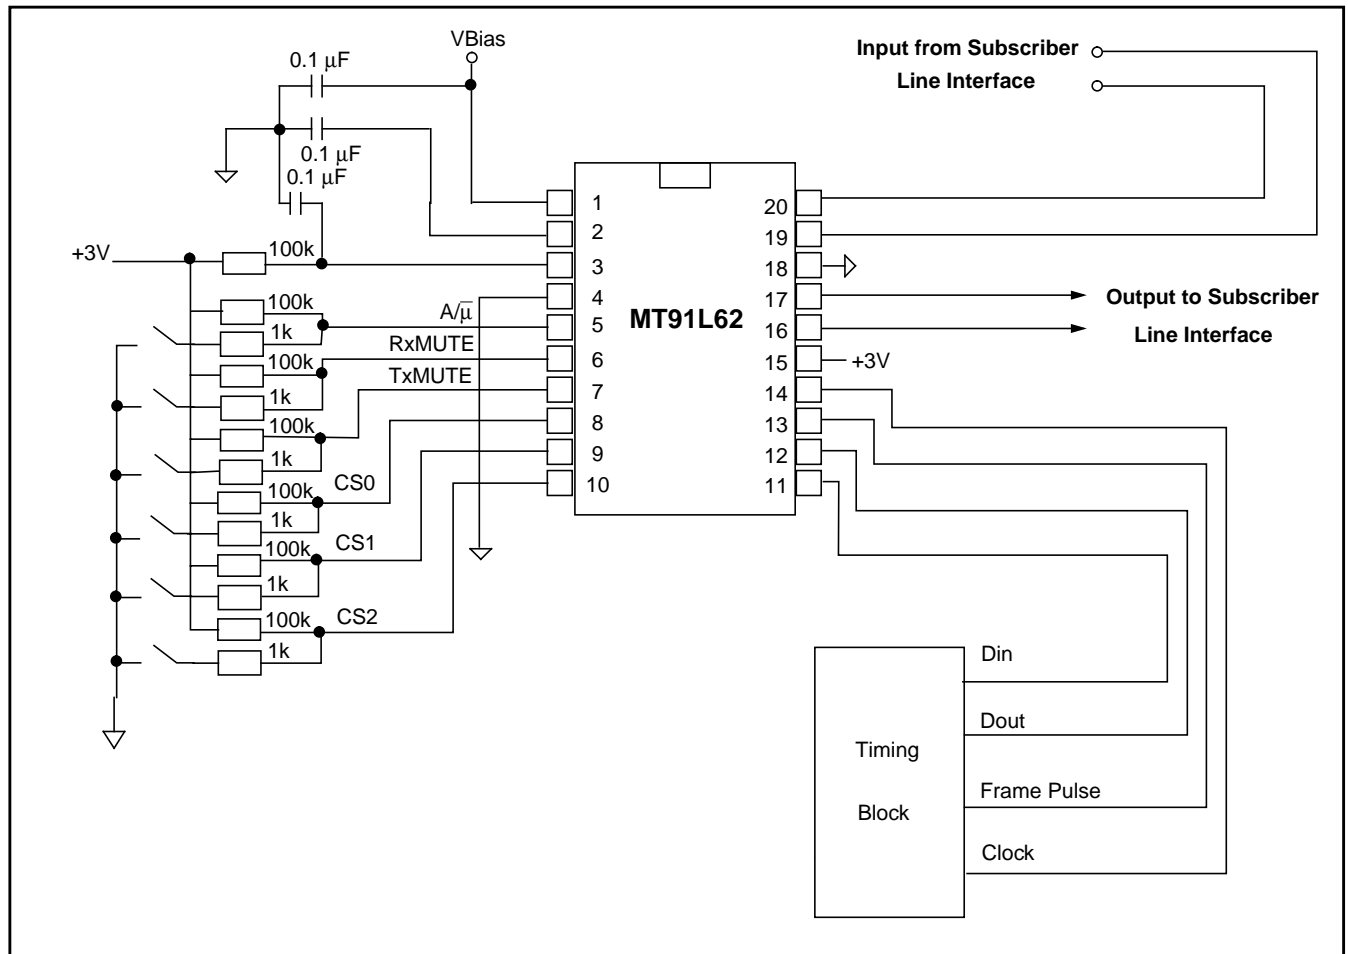 VBias
0.1 μF
0.1 μF
0.1 μF
+3V
100k
100k
A/μ̅
1k
RxMUTE
100k
TxMUTE
1k
100k
1k
CS0
100k
1k
CS1
100k
1k
CS2
100k
1k
1
2
3
4
5
6
7
8
9
10
MT91L62
20
19
18
17
16
15
14
13
12
11
+3V
Input from Subscriber
Line Interface
Output to Subscriber
Line Interface
Timing
Block
Din
Dout
Frame Pulse
Clock